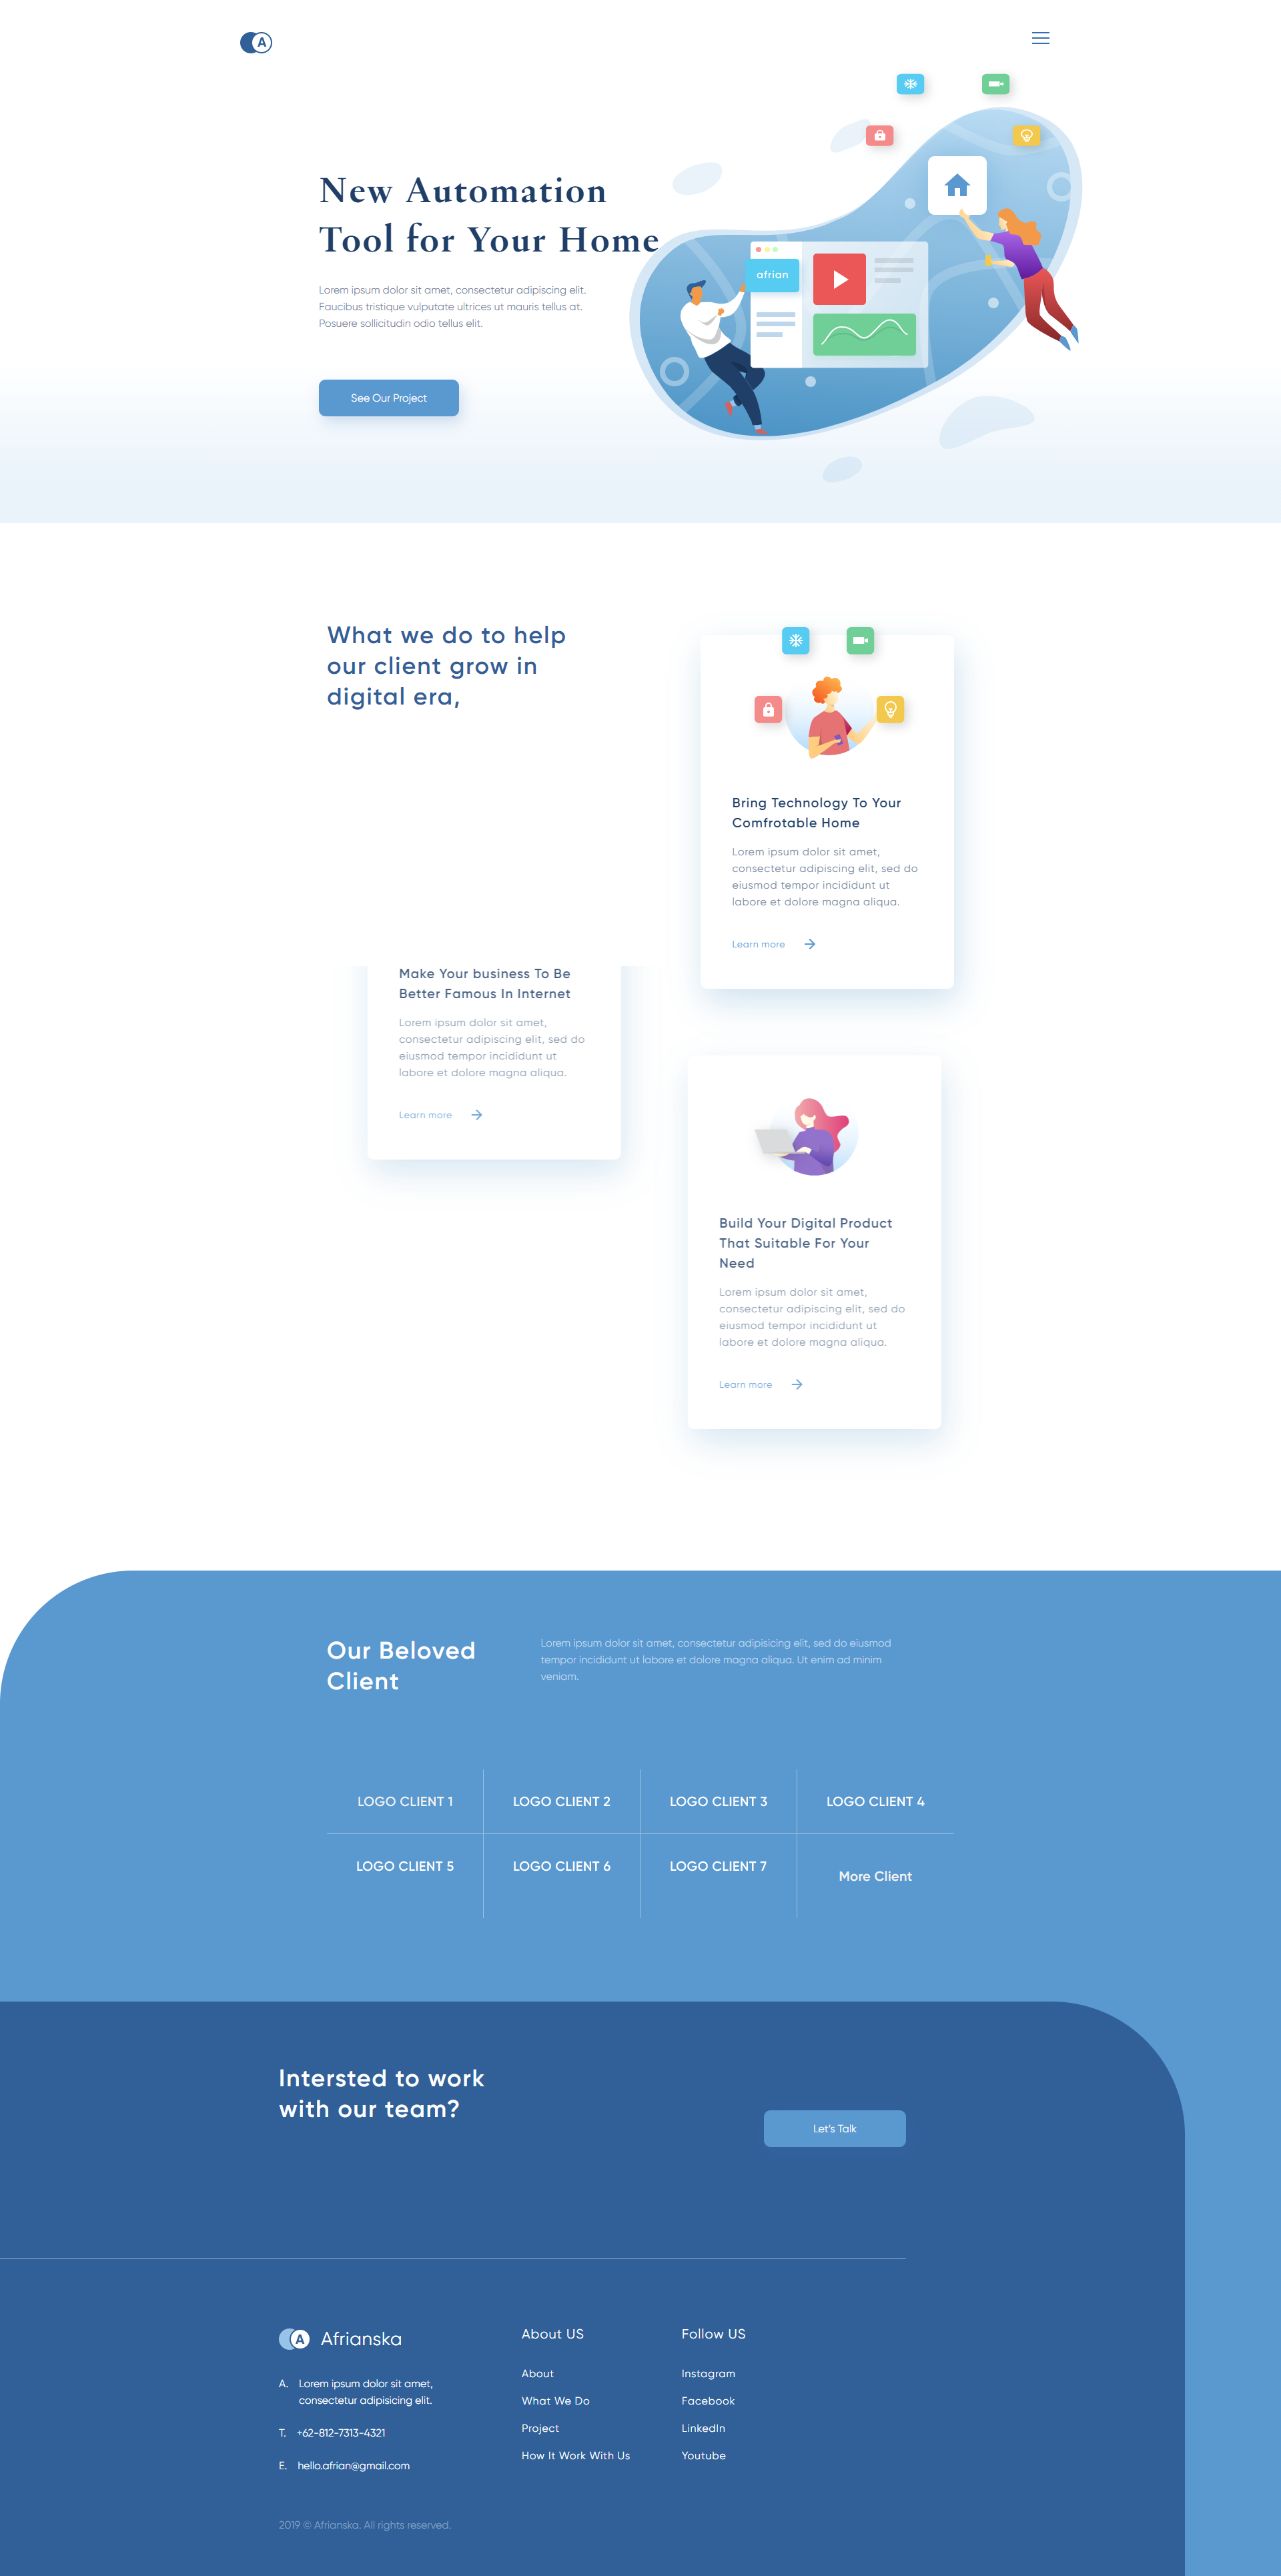 A
New Automation
Tool for Your Home
Lorem ipsum dolor sit amet, consectetur adipiscing elit.
Faucibus tristique vulputate ultrices ut mauris tellus at.
Posuere sollicitudin odio tellus elit.
See Our Project
afrian
What we do to help
our client grow in
digital era,
Bring Technology To Your
Comfrotable Home
Lorem ipsum dolor sit amet,
consectetur adipiscing elit, sed do
eiusmod tempor incididunt ut
labore et dolore magna aliqua.
Learn more
Make Your business To Be
Better Famous In Internet
Lorem ipsum dolor sit amet,
consectetur adipiscing elit, sed do
eiusmod tempor incididunt ut
labore et dolore magna aliqua.
Learn more
Build Your Digital Product
That Suitable For Your
Need
Lorem ipsum dolor sit amet,
consectetur adipiscing elit, sed do
eiusmod tempor incididunt ut
labore et dolore magna aliqua.
Learn more
Our Beloved
Client
Lorem ipsum dolor sit amet, consectetur adipisicing elit, sed do eiusmod
tempor incididunt ut labore et dolore magna aliqua. Ut enim ad minim
veniam.
LOGO CLIENT 1
LOGO CLIENT 2
LOGO CLIENT 3
LOGO CLIENT 4
LOGO CLIENT 5
LOGO CLIENT 6
LOGO CLIENT 7
More Client
Intersted to work
with our team?
Let's Talk
A Afrianska
A. Lorem ipsum dolor sit amet,
consectetur adipisicing elit.
T. +62-812-7313-4321
E. hello.afrian@gmail.com
About US
About
What We Do
Project
How It Work With Us
Follow US
Instagram
Facebook
LinkedIn
Youtube
2019 © Afrianska. All rights reserved.